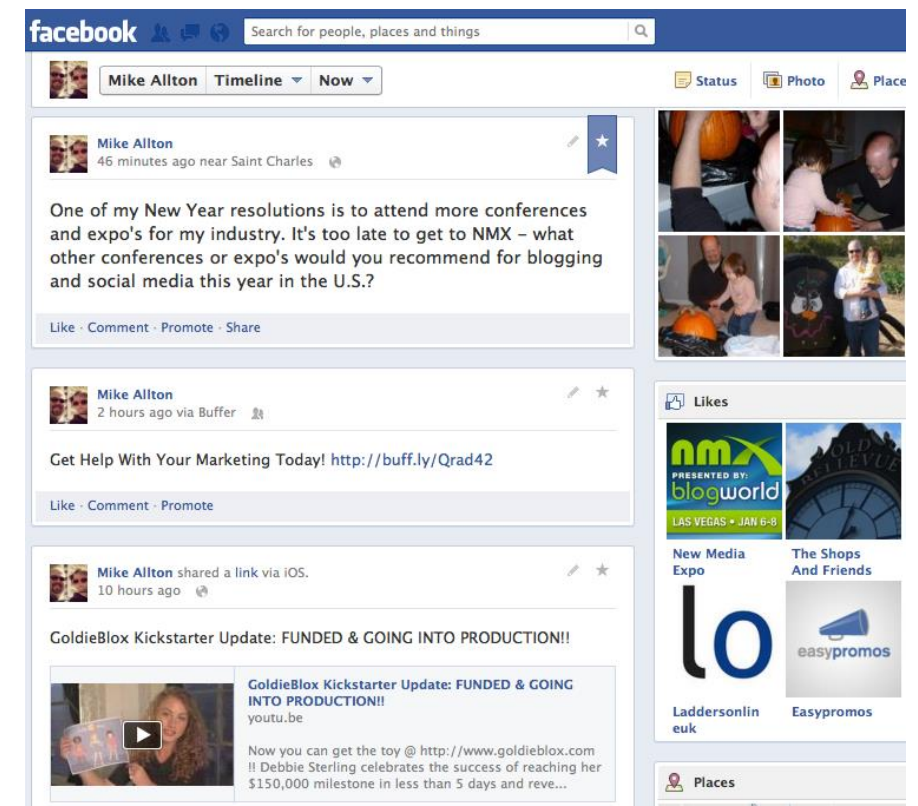 facebook
Search for people, places and things
Mike Allton Timeline Now
Status Photo Place
Mike Allton
46 minutes ago near Saint Charles
One of my New Year resolutions is to attend more conferences
and expo's for my industry. It's too late to get to NMX – what
other conferences or expo's would you recommend for blogging
and social media this year in the U.S.?
Like · Comment · Promote · Share
Mike Allton
2 hours ago via Buffer
Get Help With Your Marketing Today! http://buff.ly/Qrad42
Like · Comment · Promote
Mike Allton shared a link via iOS.
10 hours ago
GoldieBlox Kickstarter Update: FUNDED & GOING INTO PRODUCTION!!
GoldieBlox Kickstarter Update: FUNDED & GOING
INTO PRODUCTION!!
youtu.be
Now you can get the toy @ http://www.goldieblox.com
!! Debbie Sterling celebrates the success of reaching her
$150,000 milestone in less than 5 days and reve...
Likes
nmx
PRESENTED BY:
blogworld
LAS VEGAS • JAN 6-8
OLD
BELLEVUE
New Media
Expo
The Shops
And Friends
lo
easypromos
Laddersonlin
euk
Easypromos
Places